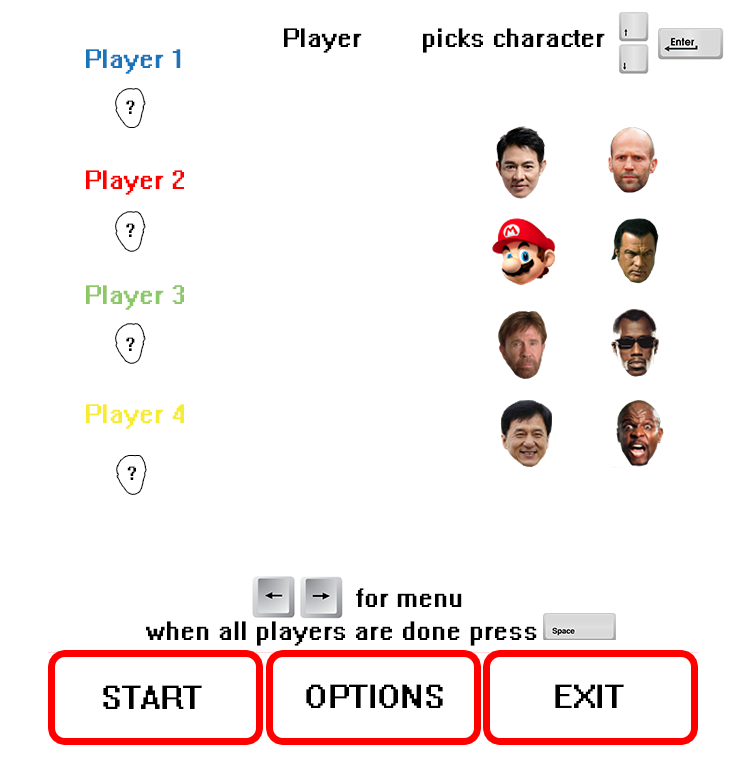 Player picks character ↑
Enter
↓
Player 1
?
Player 2
?
Player 3
?
Player 4
?
M
← → for menu
when all players are done press Space
START OPTIONS EXIT